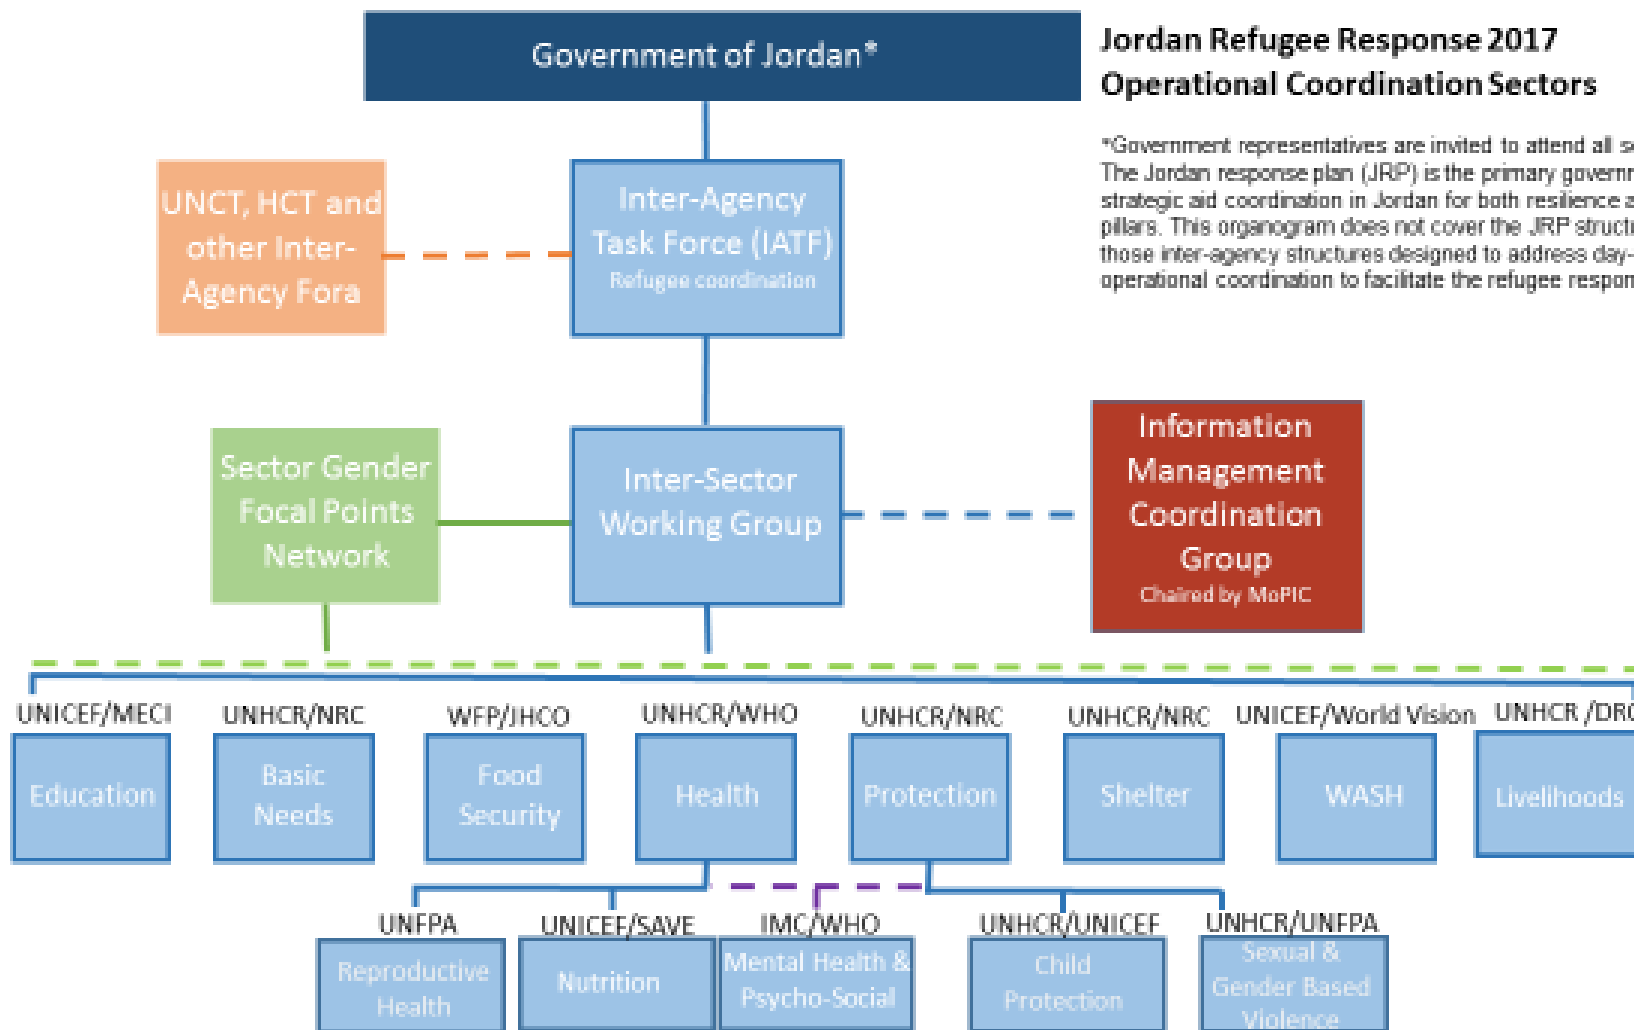 Government of Jordan*
Jordan Refugee Response 2017
Operational Coordination Sectors
*Government representatives are invited to attend all
The Jordan response plan (JRP) is the primary
strategic aid coordination in Jordan for both resilience
pillars. This organogram does not cover the JRP
those inter-agency structures designed to address day-
operational coordination to facilitate the refugee
UNCT, HCT and
other Inter-
Agency Fora
Inter-Agency
Task Force (IATF)
Refugee coordination
Sector Gender
Focal Points
Network
Inter-Sector
Working Group
Information
Management
Coordination
Group
Chaired by MoPIC
UNICEF/MECI
Education
UNHCR/NRC
Basic
Needs
WFP/JHCO
Food
Security
UNHCR/WHO
Health
UNHCR/NRC
Protection
UNHCR/NRC
Shelter
UNICEF/World Vision
WASH
UNHCR /DRC
Livelihoods
UNFPA
Reproductive
Health
UNICEF/SAVE
Nutrition
IMC/WHO
Mental Health &
Psycho-Social
UNHCR/UNICEF
Child
Protection
UNHCR/UNFPA
Sexual &
Gender Based
Violence